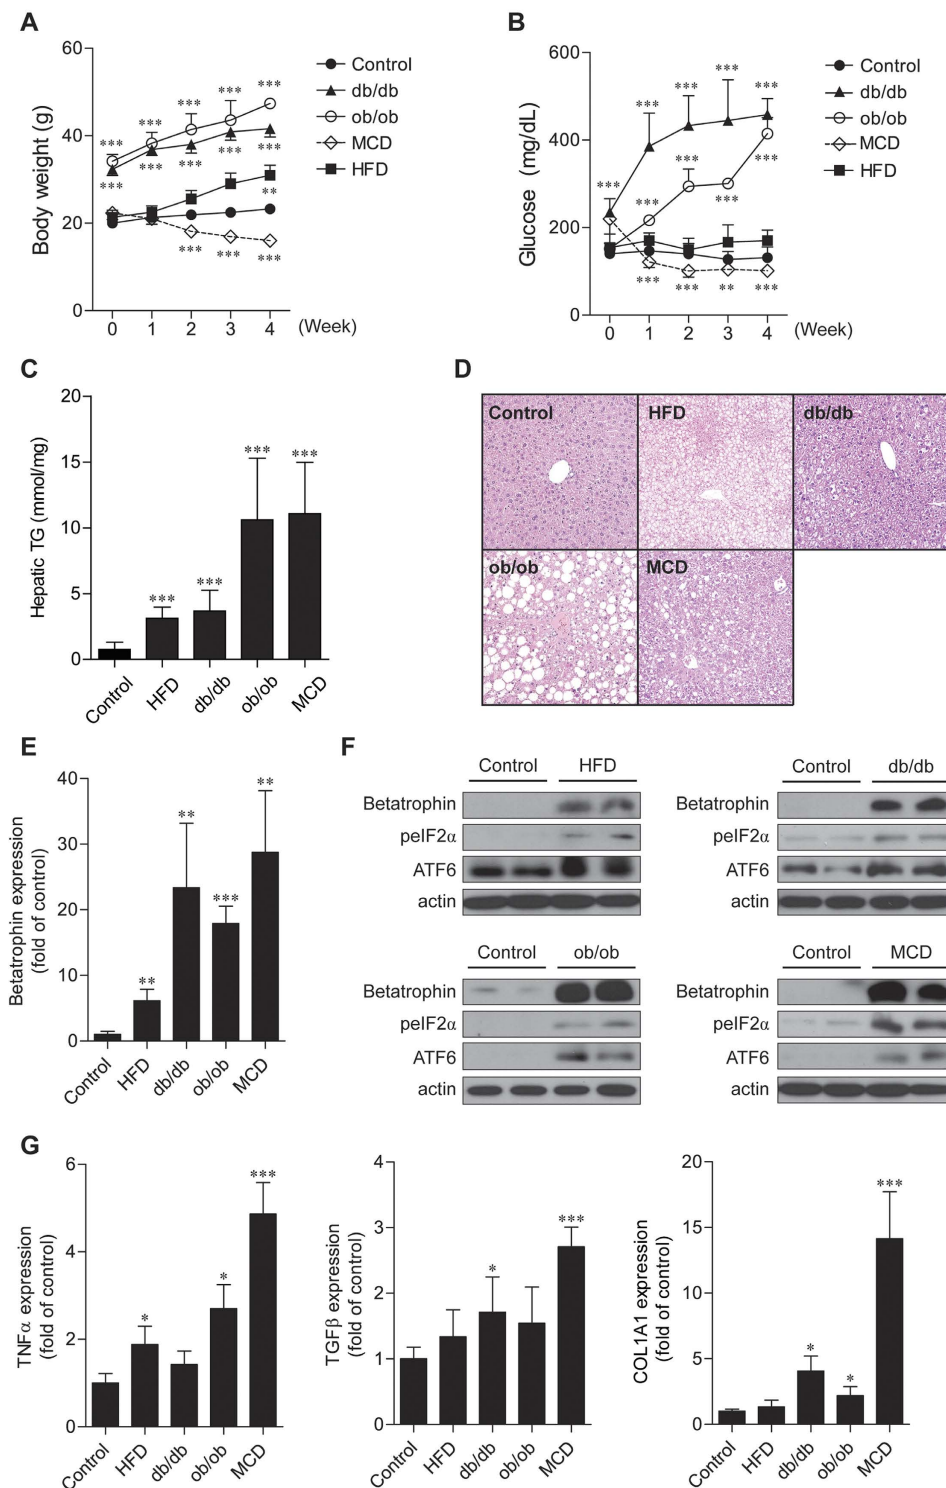 A
Body weight (g)
60
40
20
0
0 1 2 3 4 (Week)
*** *** *** *** ***
*** *** *** *** ***
**
*** *** ***
Control
db/db
ob/ob
MCD
HFD
B
Glucose (mg/dL)
600
400
200
0
0 1 2 3 4 (Week)
*** *** *** *** ***
*** *** *** ***
*** *** ** ***
Control
db/db
ob/ob
MCD
HFD
C
Hepatic TG (mmol/mg)
20
15
10
5
0
*** *** *** ***
Control HFD db/db ob/ob MCD
D
Control HFD db/db
ob/ob MCD
E
Betatrophin expression
(fold of control)
40
30
20
10
0
** ** *** **
Control HFD db/db ob/ob MCD
F
Control HFD
Betatrophin
peIF2α
ATF6
actin
Control db/db
Betatrophin
peIF2α
ATF6
actin
Control ob/ob
Betatrophin
peIF2α
ATF6
actin
Control MCD
Betatrophin
peIF2α
ATF6
actin
G
TNFα expression
(fold of control)
6
4
2
0
* * ***
Control HFD db/db ob/ob MCD
TGFβ expression
(fold of control)
4
3
2
1
0
* ***
Control HFD db/db ob/ob MCD
COL1A1 expression
(fold of control)
20
15
10
5
0
* * ***
Control HFD db/db ob/ob MCD